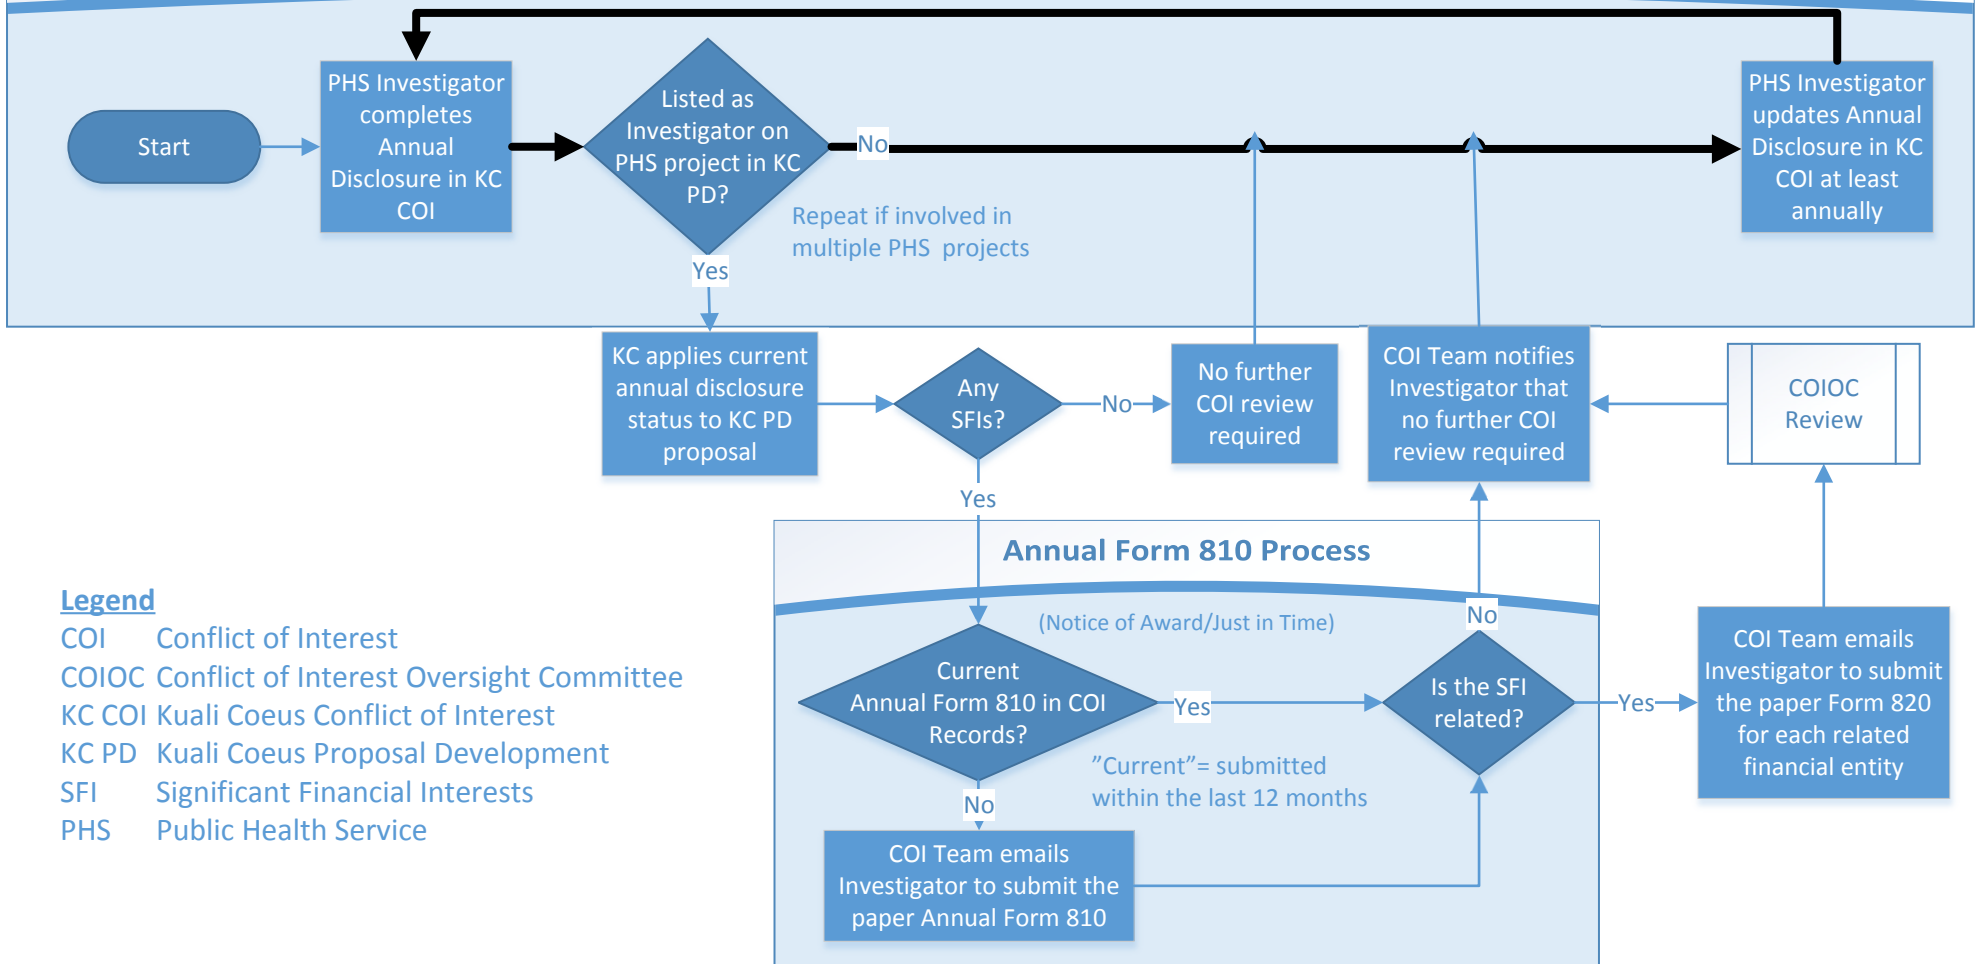 Start
PHS Investigator
completes
Annual
Disclosure in KC
COI
Listed as
Investigator on
PHS project in KC
PD?
No
PHS Investigator
updates Annual
Disclosure in KC
COI at least
annually
Repeat if involved in
multiple PHS  projects
Yes
KC applies current
annual disclosure
status to KC PD
proposal
Any
SFIs?
No
No further
COI review
required
COI Team notifies
Investigator that
no further COI
review required
COIOC
Review
Yes
Annual Form 810 Process
(Notice of Award/Just in Time)
No
Current
Annual Form 810 in COI
Records?
Yes
Is the SFI
related?
Yes
COI Team emails
Investigator to submit
the paper Form 820
for each related
financial entity
”Current”= submitted
within the last 12 months
No
COI Team emails
Investigator to submit the
paper Annual Form 810
Legend
COI Conflict of Interest
COIOC Conflict of Interest Oversight Committee
KC COI Kuali Coeus Conflict of Interest
KC PD Kuali Coeus Proposal Development
SFI Significant Financial Interests
PHS Public Health Service